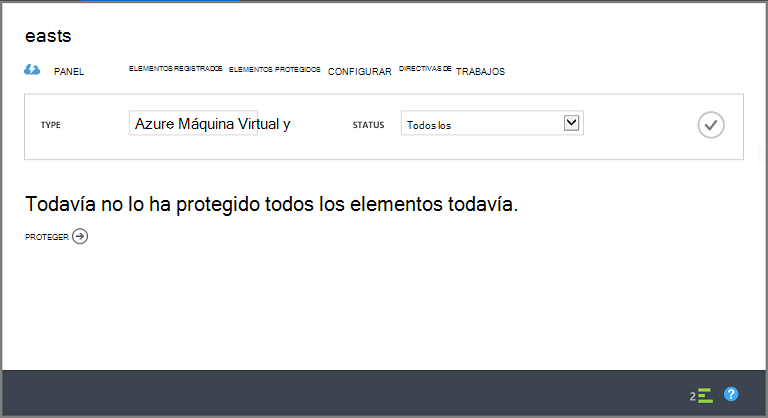 easts
PANEL ELEMENTOS REGISTRADOS ELEMENTOS PROTEGIDOS CONFIGURAR DIRECTIVAS DE TRABAJOS
TYPE Azure Máquina Virtual y STATUS Todos los
Todavía no lo ha protegido todos los elementos todavía.
PROTEGER
2 ?